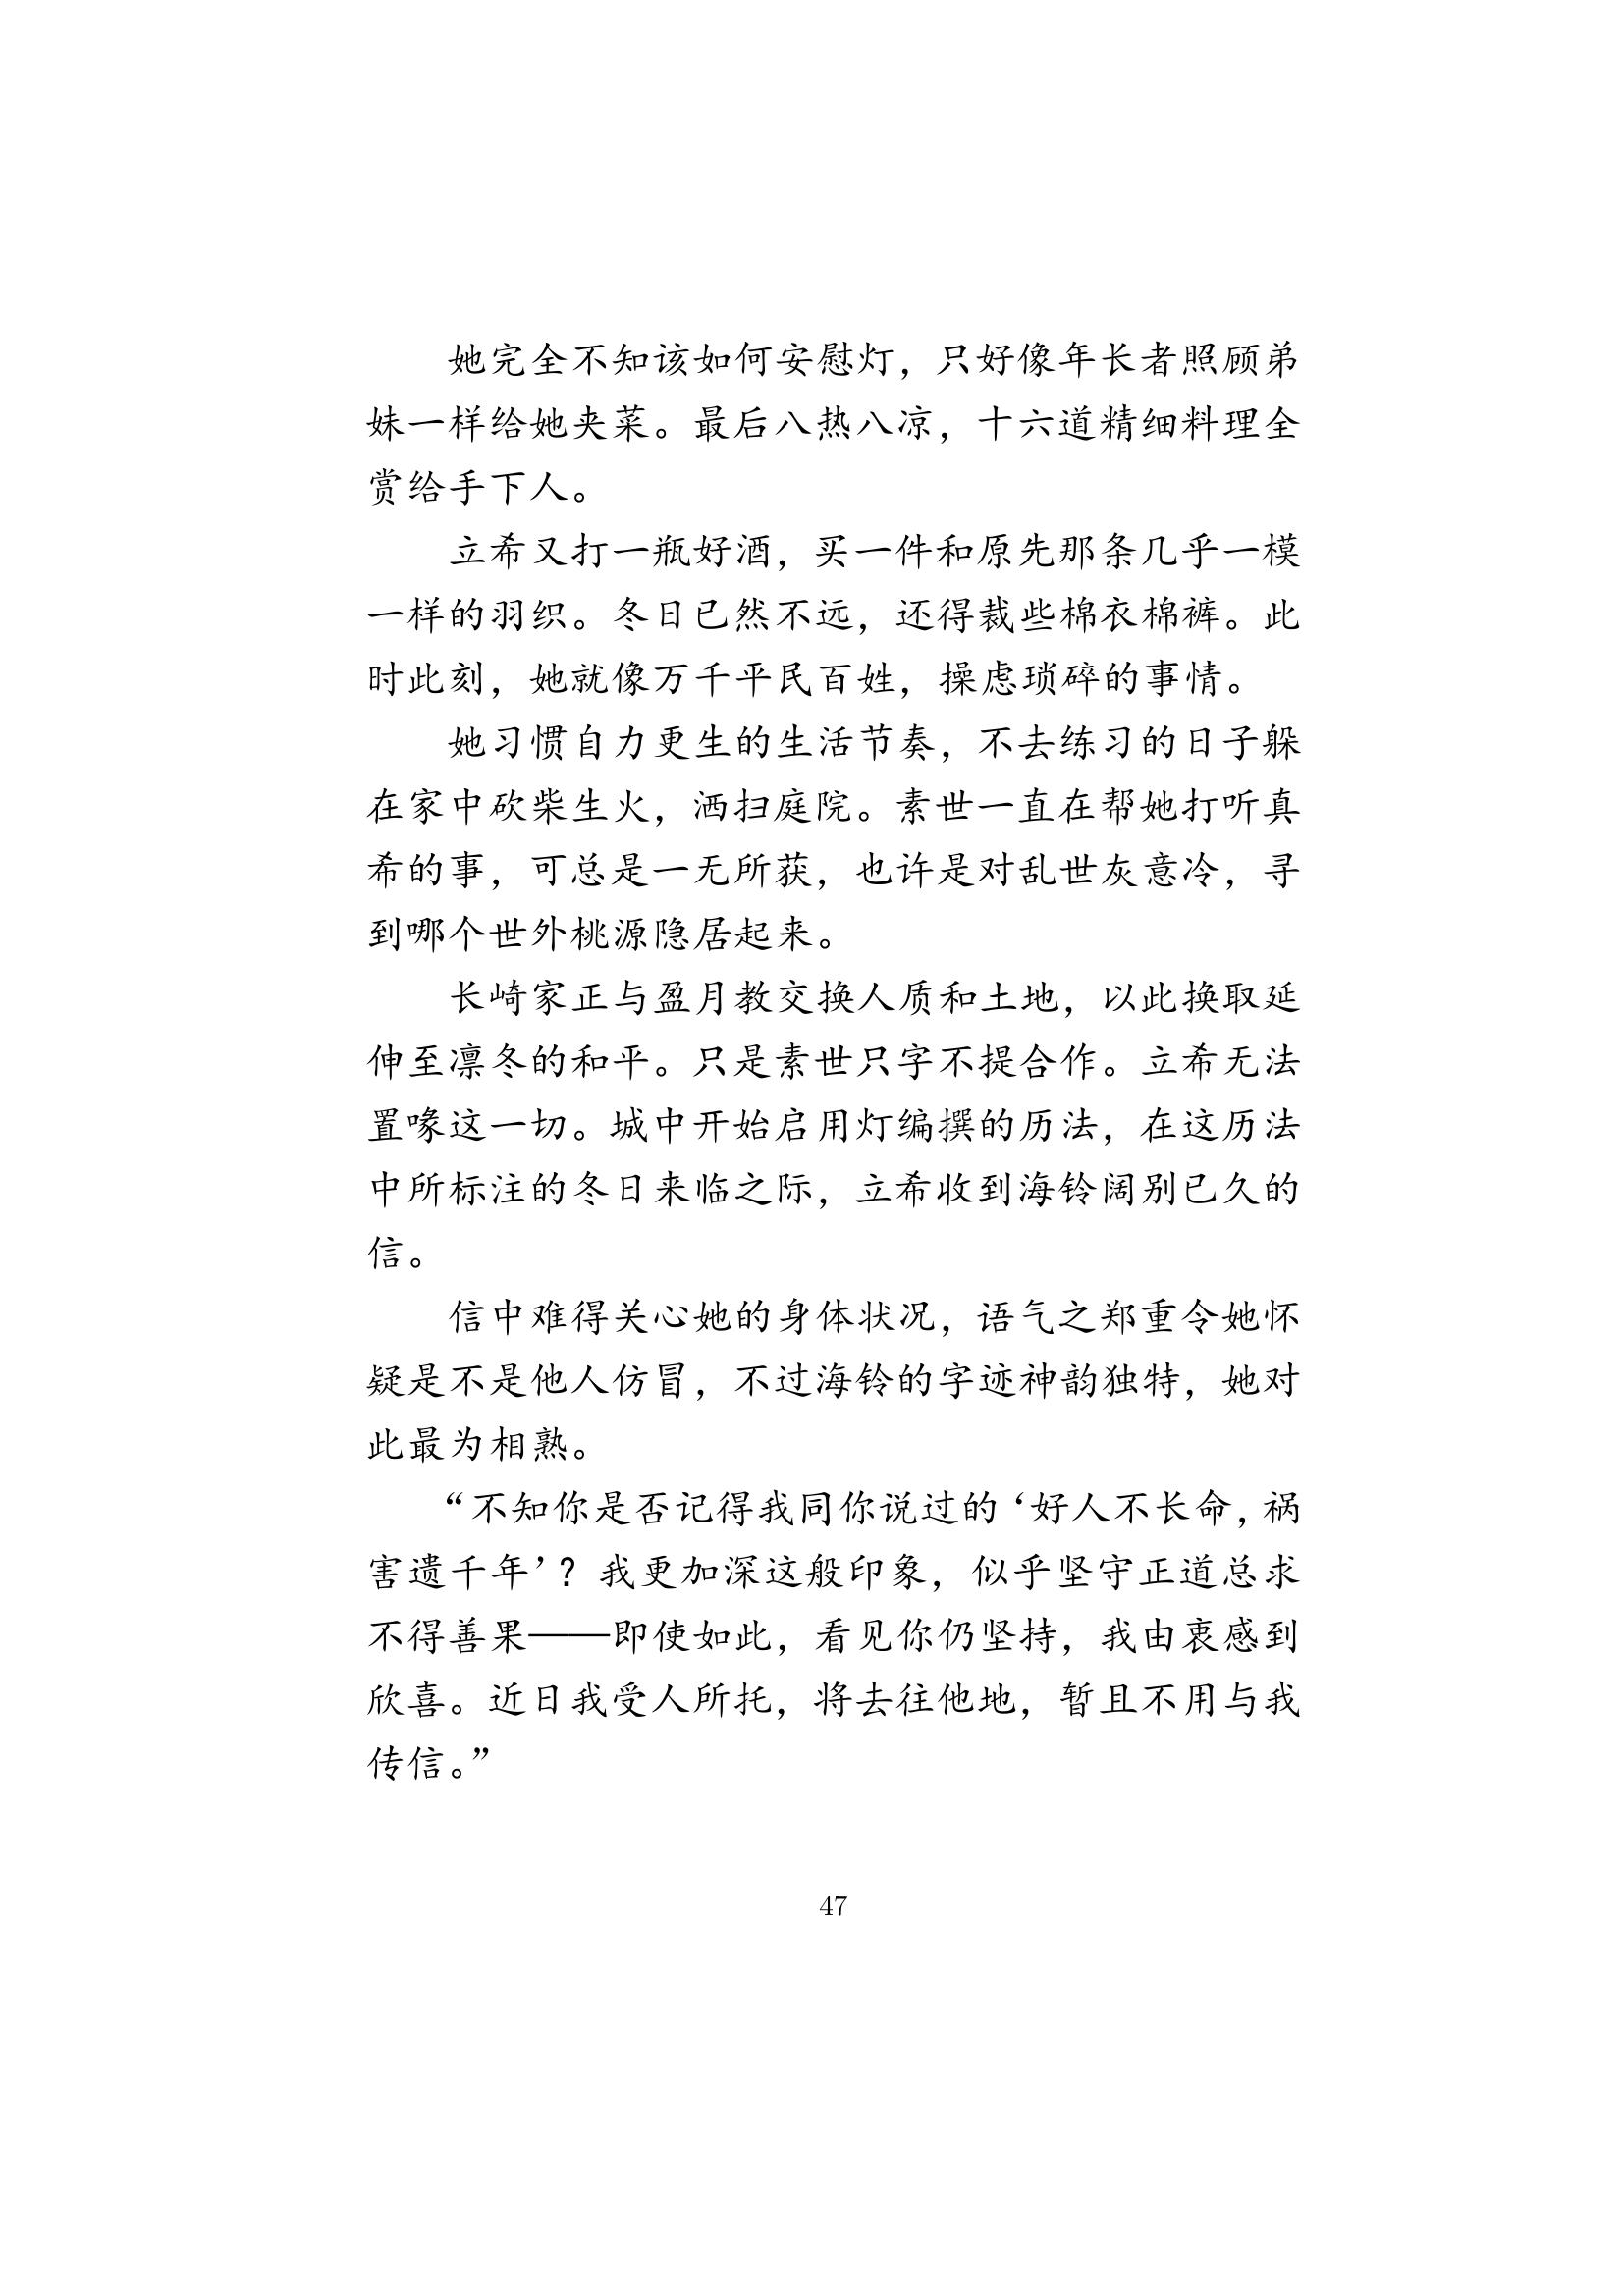 她完全不知该如何安慰灯，只好像年长者照顾弟
妹一样给她夹菜。最后八热八凉，十六道精细料理全
赏给手下人。
立希又打一瓶好酒，买一件和原先那条几乎一模
一样的羽织。冬日已然不远，还得裁些棉衣棉裤。此
时此刻，她就像万千平民百姓，操虑琐碎的事情。
她习惯自力更生的生活节奏，不去练习的日子躲
在家中砍柴生火，洒扫庭院。素世一直在帮她打听真
希的事，可总是一无所获，也许是对乱世灰意冷，寻
到哪个世外桃源隐居起来。
长崎家正与盈月教交换人质和土地，以此换取延
伸至凛冬的和平。只是素世只字不提合作。立希无法
置喙这一切。城中开始启用灯编撰的历法，在这历法
中所标注的冬日来临之际，立希收到海铃阔别已久的
信。
信中难得关心她的身体状况，语气之郑重令她怀
疑是不是他人仿冒，不过海铃的字迹神韵独特，她对
此最为相熟。
“不知你是否记得我同你说过的‘好人不长命，祸
害遗千年’？我更加深这般印象，似乎坚守正道总求
不得善果——即使如此，看见你仍坚持，我由衷感到
欣喜。近日我受人所托，将去往他地，暂且不用与我
传信。”
47